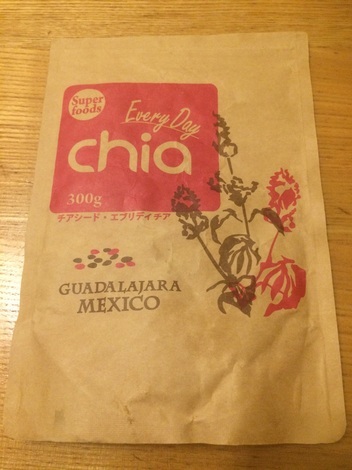 Super
foods
Every Day
chia
300g
チアシード・エブリデイチア
GUADALAJARA
MEXICO